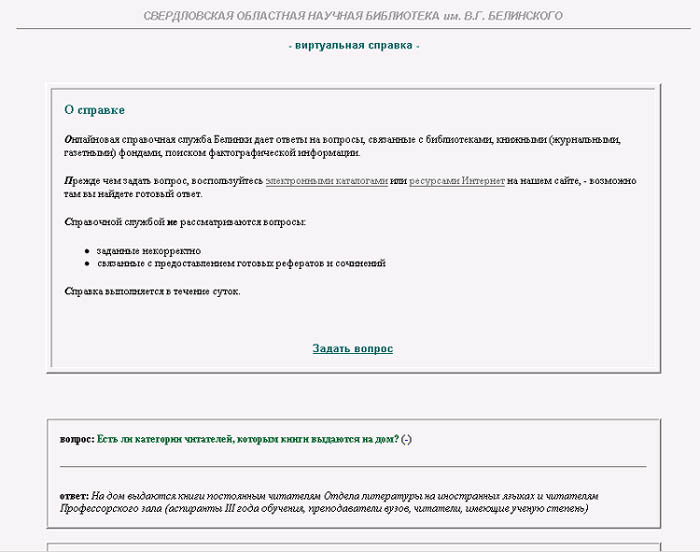 СВЕРДЛОВСКАЯ ОБЛАСТНАЯ НАУЧНАЯ БИБЛИОТЕКА им. В.Г. БЕЛИНСКОГО
- виртуальная справка -
О справке
Онлайновая справочная служба Белинки дает ответы на вопросы, связанные с библиотеками, книжными (журнальными,
газетными) фондами, поиском фактографической информации.
Прежде чем задать вопрос, воспользуйтесь электронными каталогами или ресурсами Интернет на нашем сайте, - возможно
там вы найдете готовый ответ.
Справочной службой не рассматриваются вопросы:
• заданные некорректно
• связанные с предоставлением готовых рефератов и сочинений
Справка выполняется в течение суток.
Задать вопрос
вопрос: Есть ли категории читателей, которым книги выдаются на дом? (-)
ответ: На дом выдаются книги постоянным читателям Отдела литературы на иностранных языках и читателям
Профессорского зала (аспиранты III года обучения, преподаватели вузов, читатели, имеющие ученую степень)